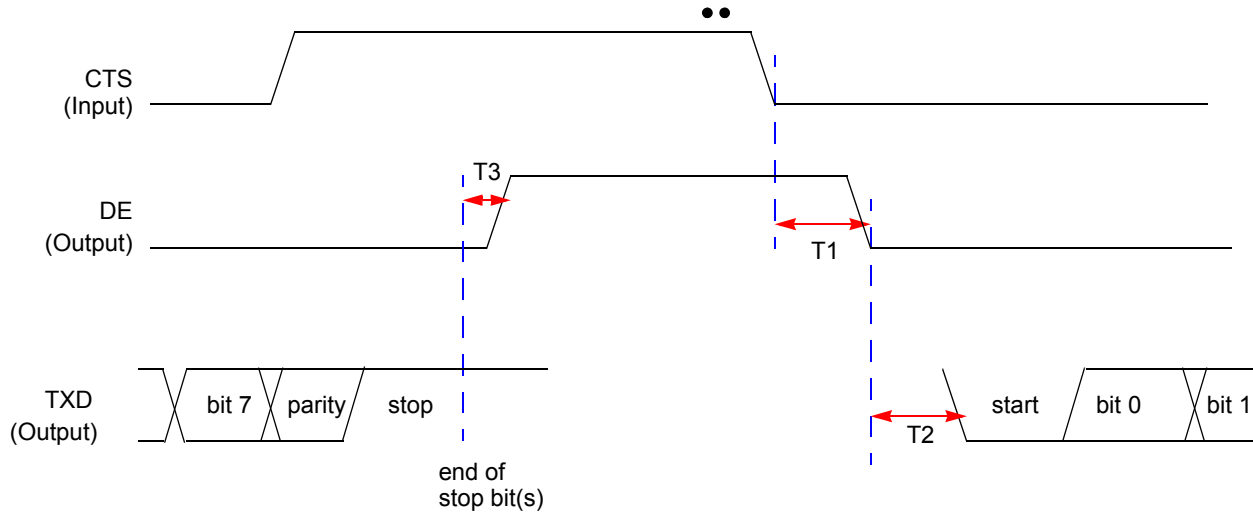 CTS
(Input)
T3
DE
(Output)
T1
TXD
(Output)
bit 7
parity
stop
T2
start
bit 0
bit 1
end of
stop bit(s)